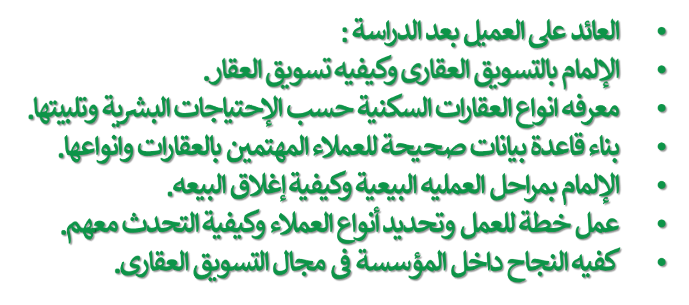 • العائد على العميل بعد الدراسة :
• الإلمام بالتسويق العقارى وكيفيه تسويق العقار.
• معرفه انواع العقارات السكنية حسب الإحتياجات البشرية وتلبيتها.
• بناء قاعدة بيانات صحيحة للعملاء المهتمين بالعقارات وانواعها.
• الإلمام بمراحل العمليه البيعية وكيفية إغلاق البيعه.
• عمل خطة للعمل وتحديد أنواع العملاء وكيفية التحدث معهم.
• كفيه النجاح داخل المؤسسة فى مجال التسويق العقارى.